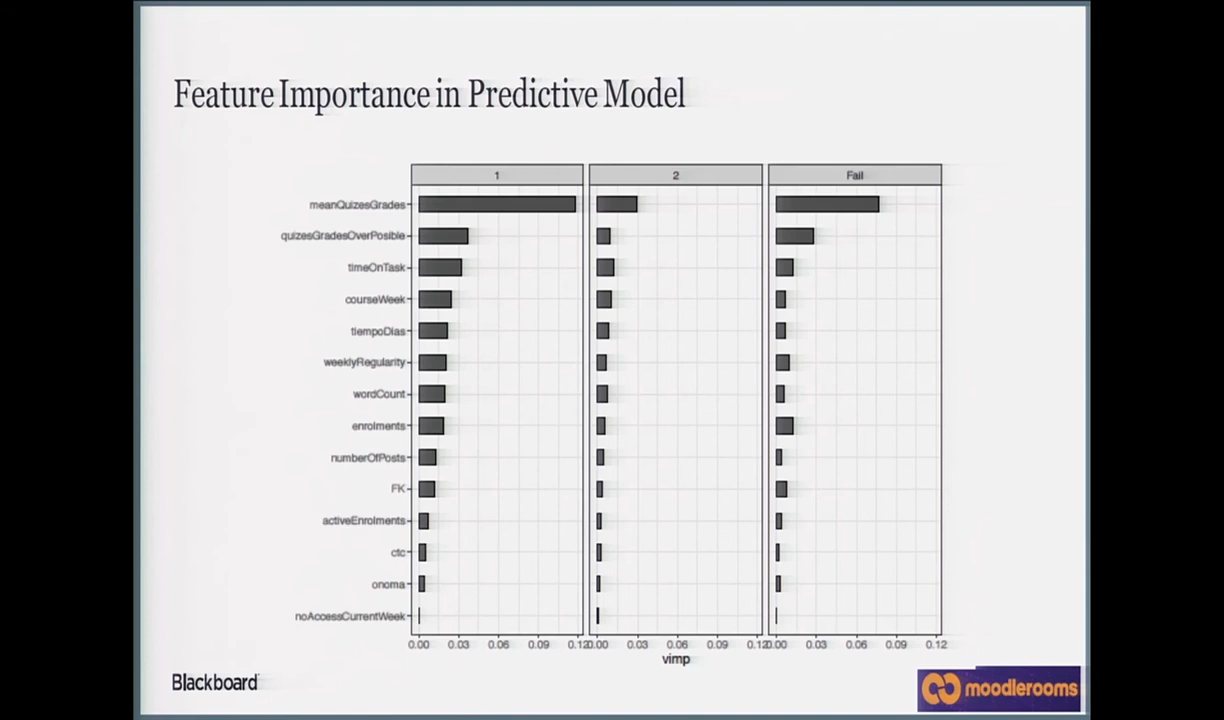 Feature Importance in Predictive Model
1 2 Fail
meanQuizesGrades
quizesGradesOverPosible
timeOnTask
courseWeek
tiempoDias
weeklyRegularity
wordCount
enrolments
numberOfPosts
FK
activeEnrolments
ctc
onoma
noAccessCurrentWeek
0.00 0.03 0.06 0.09 0.12 0.00 0.03 0.06 0.09 0.12 0.00 0.03 0.06 0.09 0.12
vimp
Blackboard
moodlerooms